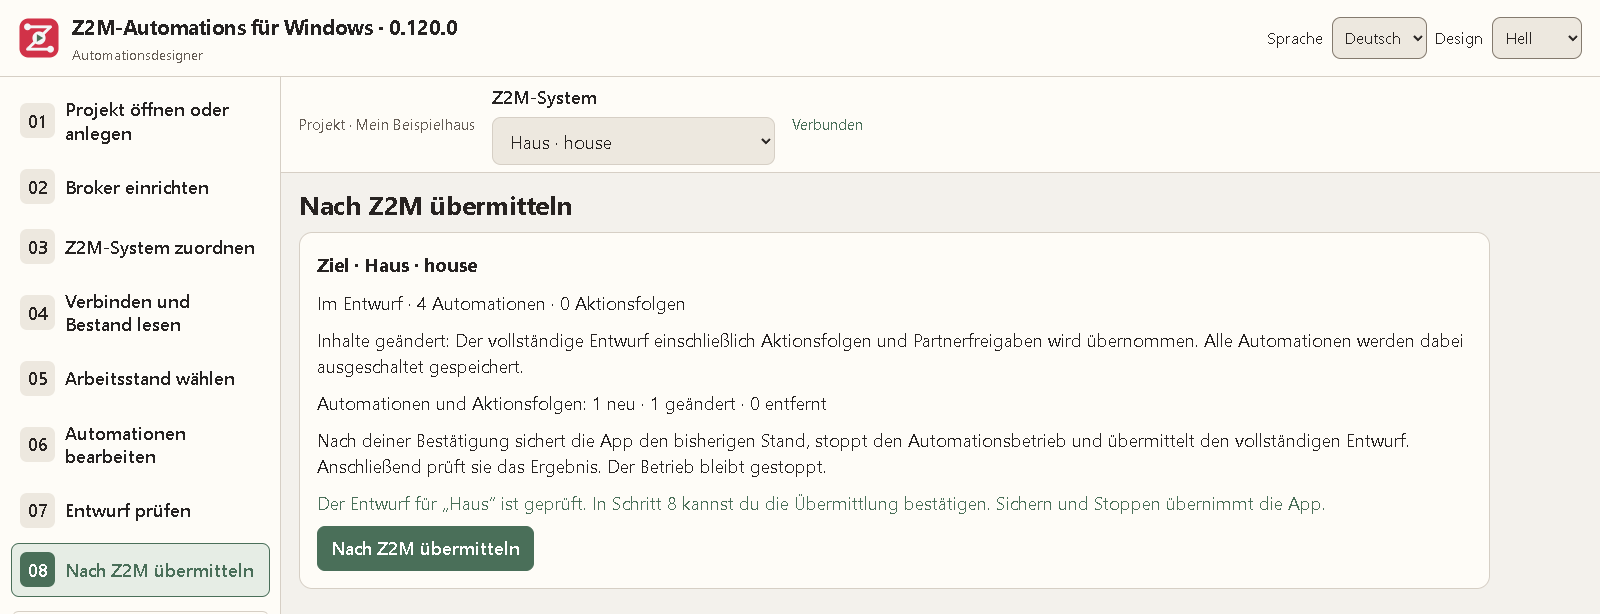 Z2M-Automations für Windows · 0.120.0
Automationsdesigner
Sprache
Deutsch
Design
Hell
01
Projekt öffnen oder
anlegen
02
Broker einrichten
03
Z2M-System zuordnen
04
Verbinden und
Bestand lesen
05
Arbeitsstand wählen
06
Automationen
bearbeiten
07
Entwurf prüfen
08
Nach Z2M übermitteln
Projekt · Mein Beispielhaus
Z2M-System
Haus · house
Verbunden
Nach Z2M übermitteln
Ziel · Haus · house
Im Entwurf · 4 Automationen · 0 Aktionsfolgen
Inhalte geändert: Der vollständige Entwurf einschließlich Aktionsfolgen und Partnerfreigaben wird übernommen. Alle Automationen werden dabei
ausgeschaltet gespeichert.
Automationen und Aktionsfolgen: 1 neu · 1 geändert · 0 entfernt
Nach deiner Bestätigung sichert die App den bisherigen Stand, stoppt den Automationsbetrieb und übermittelt den vollständigen Entwurf.
Anschließend prüft sie das Ergebnis. Der Betrieb bleibt gestoppt.
Der Entwurf für „Haus“ ist geprüft. In Schritt 8 kannst du die Übermittlung bestätigen. Sichern und Stoppen übernimmt die App.
Nach Z2M übermitteln